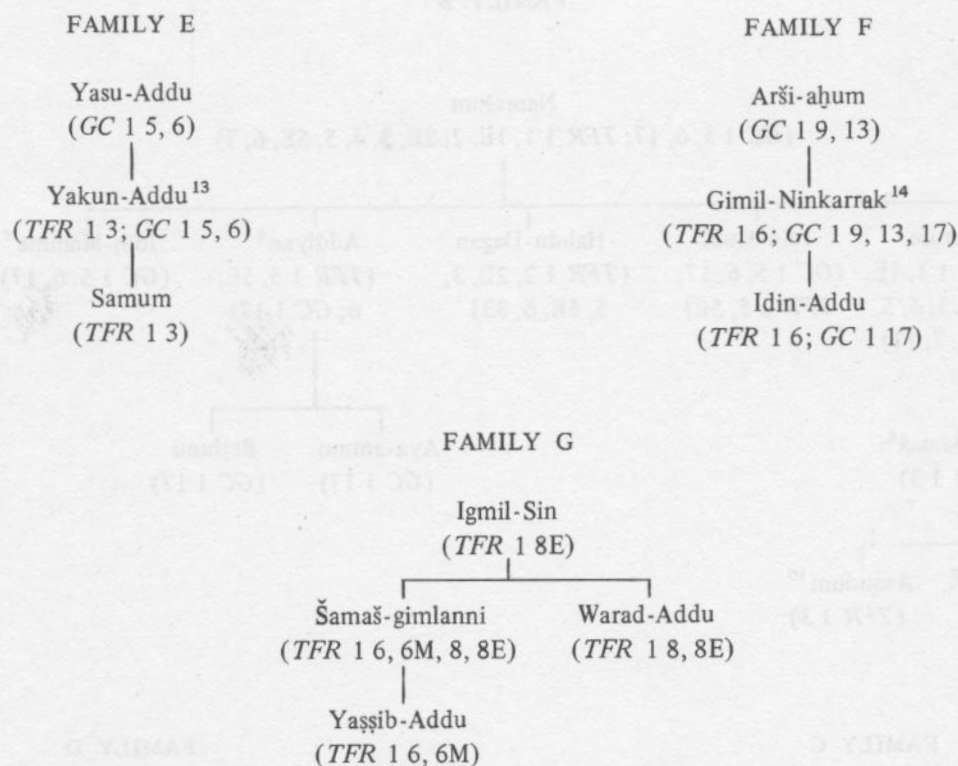 FAMILY E
Yasu-Addu
(GC 1 5, 6)
Yakun-Addu¹³
(TFR 1 3; GC 1 5, 6)
Samum
(TFR 1 3)
FAMILY F
Arši-aḫum
(GC 1 9, 13)
Gimil-Ninkarrak¹⁴
(TFR 1 6; GC 1 9, 13, 17)
Idin-Addu
(TFR 1 6; GC 1 17)
FAMILY G
Igmil-Sin
(TFR 1 8E)
Šamaš-gimlanni
(TFR 1 6, 6M, 8, 8E)
Warad-Addu
(TFR 1 8, 8E)
Yaṣṣib-Addu
(TFR 1 6, 6M)